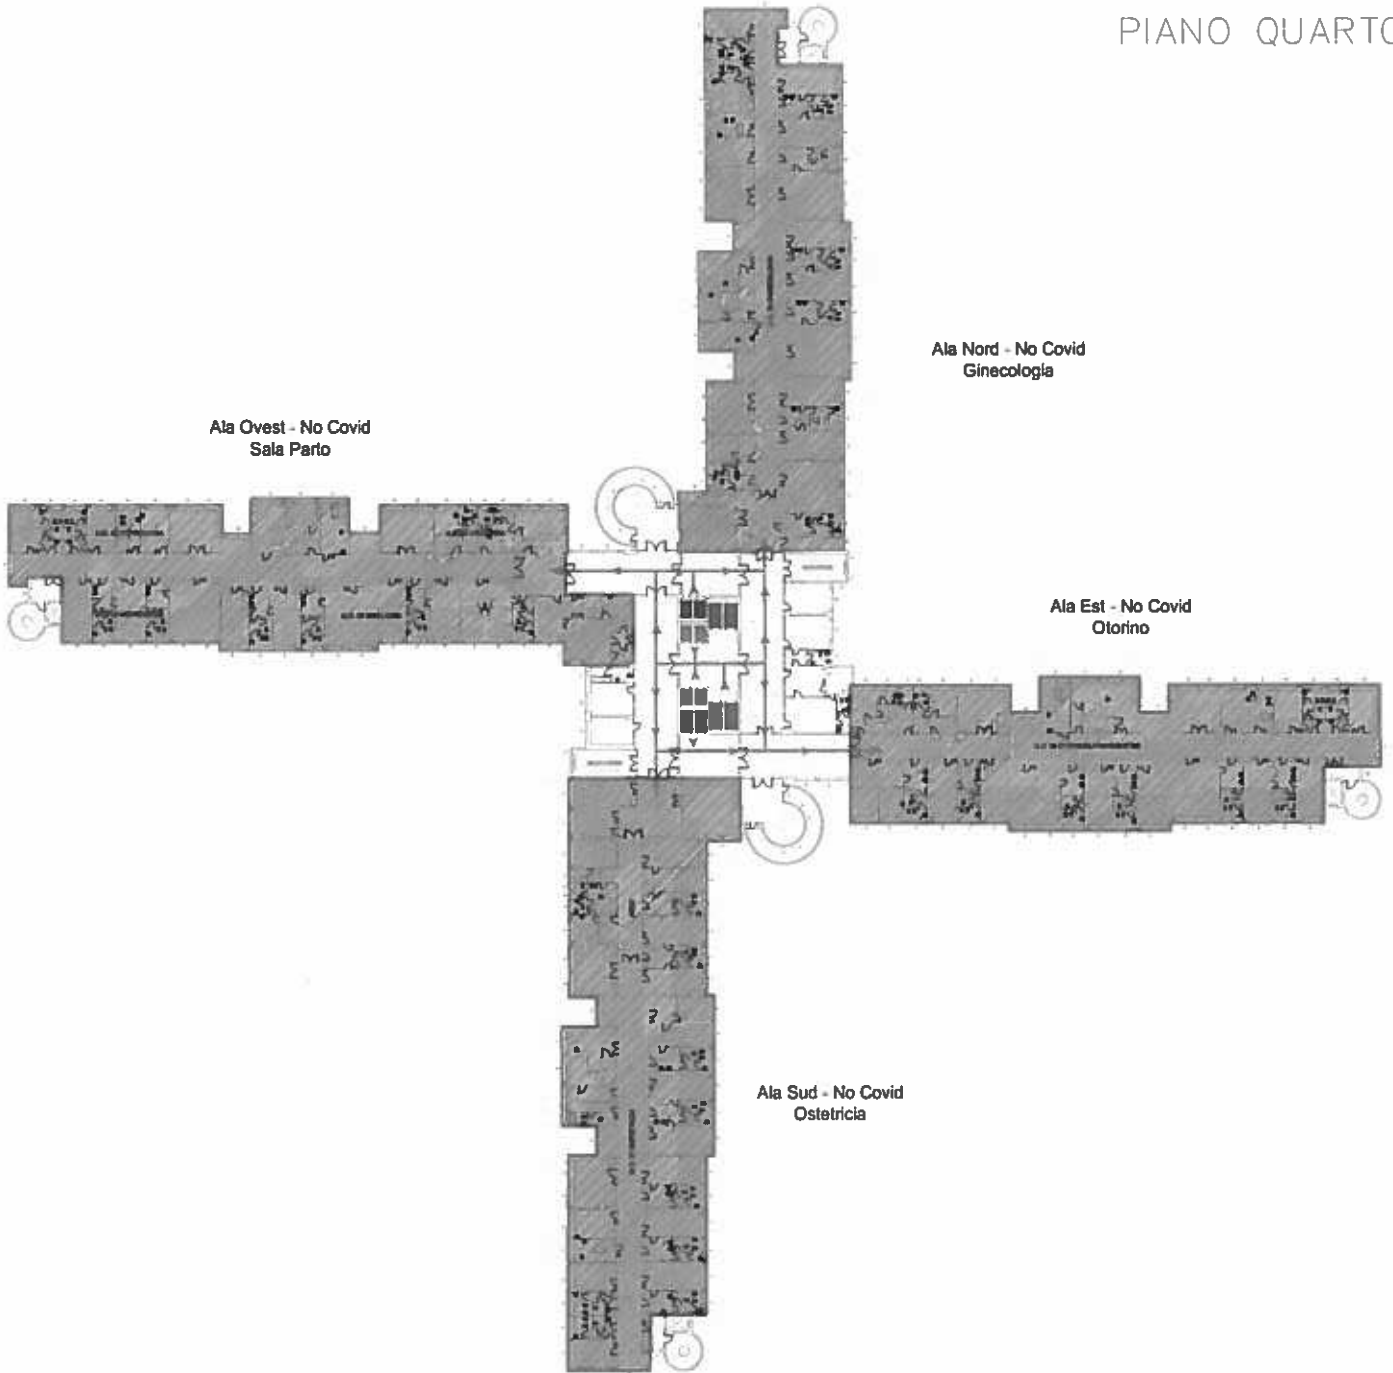 PIANO QUARTO
Ala Nord - No Covid
Ginecologia
Ala Ovest - No Covid
Sala Parto
Ala Est - No Covid
Otorino
Ala Sud - No Covid
Ostetricia